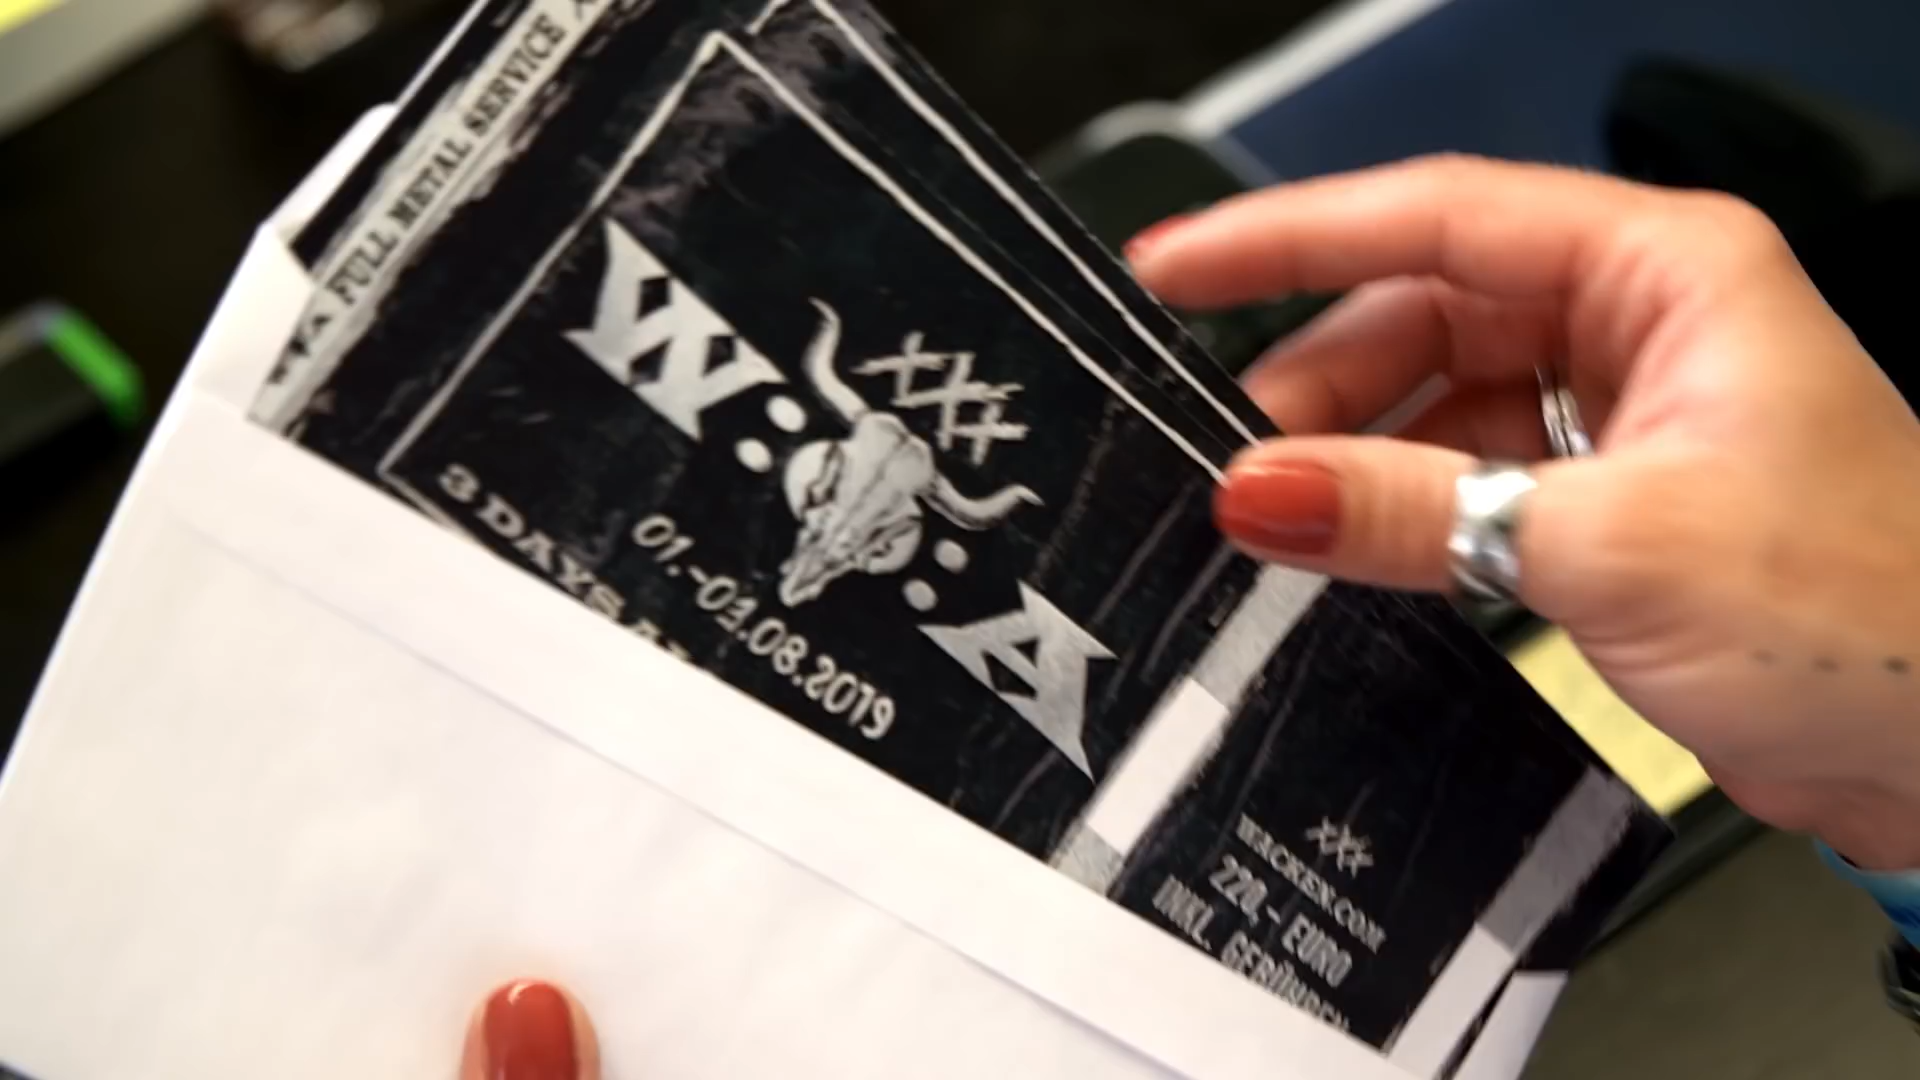 A FULL METAL SERVICE
W:O:A
XXX
01.-03.08.2019
3 DAYS
XXX
WACKEN.COM
220,- EURO
INKL. GEBÜHREN